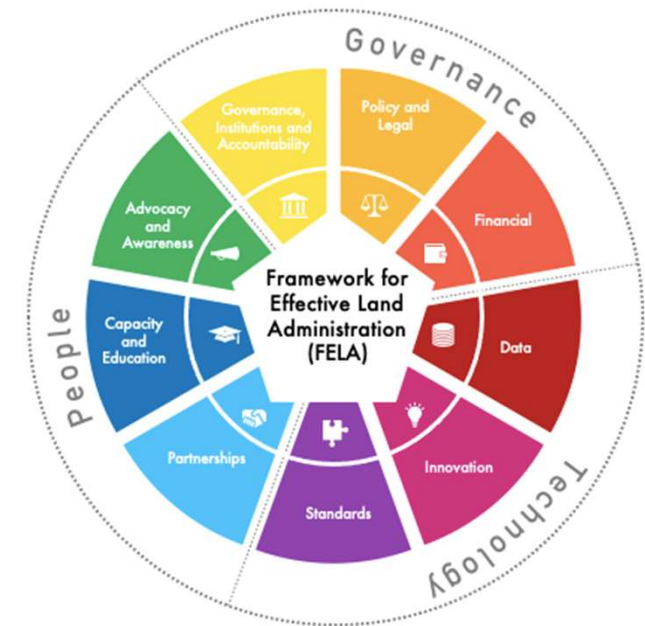 Governance
Governance,
Institutions and
Accountability
Policy and
Legal
Financial
Advocacy
and
Awareness
Framework for
Effective Land
Administration
(FELA)
Capacity
and
Education
Data
People
Partnerships
Innovation
Standards
Technology